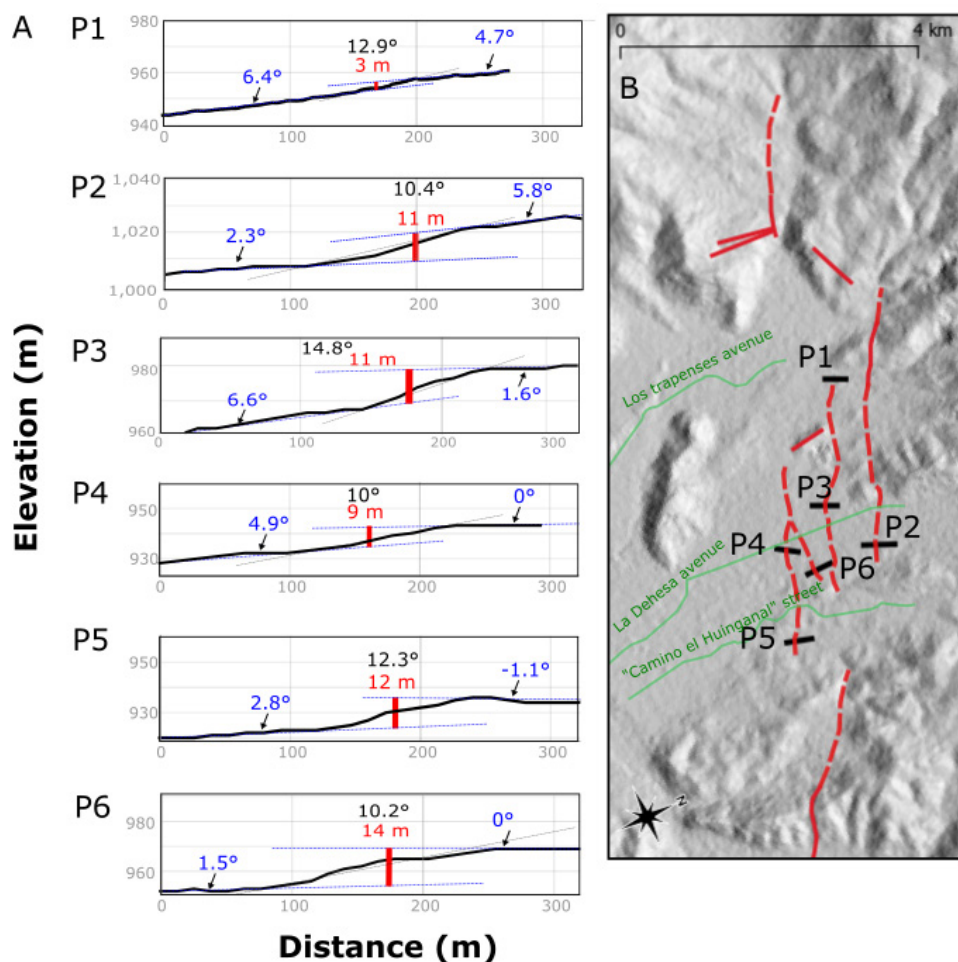 A
P1
980
960
940
0
100
200
300
6.4°
12.9°
3 m
4.7°
P2
1,040
1,020
1,000
0
100
200
300
2.3°
10.4°
11 m
5.8°
P3
980
960
0
100
200
300
6.6°
14.8°
11 m
1.6°
P4
950
930
0
100
200
300
4.9°
10°
9 m
0°
P5
950
930
0
100
200
300
2.8°
12.3°
12 m
-1.1°
P6
980
960
0
100
200
300
1.5°
10.2°
14 m
0°
Elevation (m)
Distance (m)
0
4 km
B
Los trapenses avenue
P1
P3
P2
P4
P6
La Dehesa avenue
"Camino el Huinganal" street
P5
N